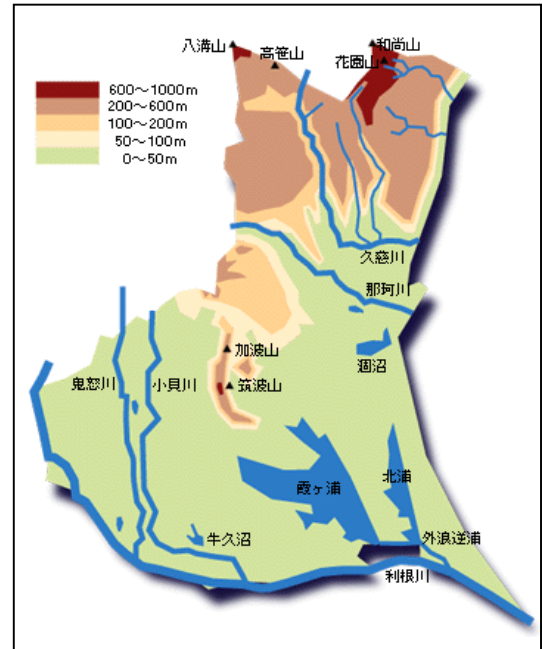 八溝山
高笹山
和尚山
花園山
600～1000m
200～600m
100～200m
50～100m
0～50m
久慈川
那珂川
涸沼
加波山
鬼怒川
小貝川
筑波山
霞ヶ浦
北浦
牛久沼
外浪逆浦
利根川